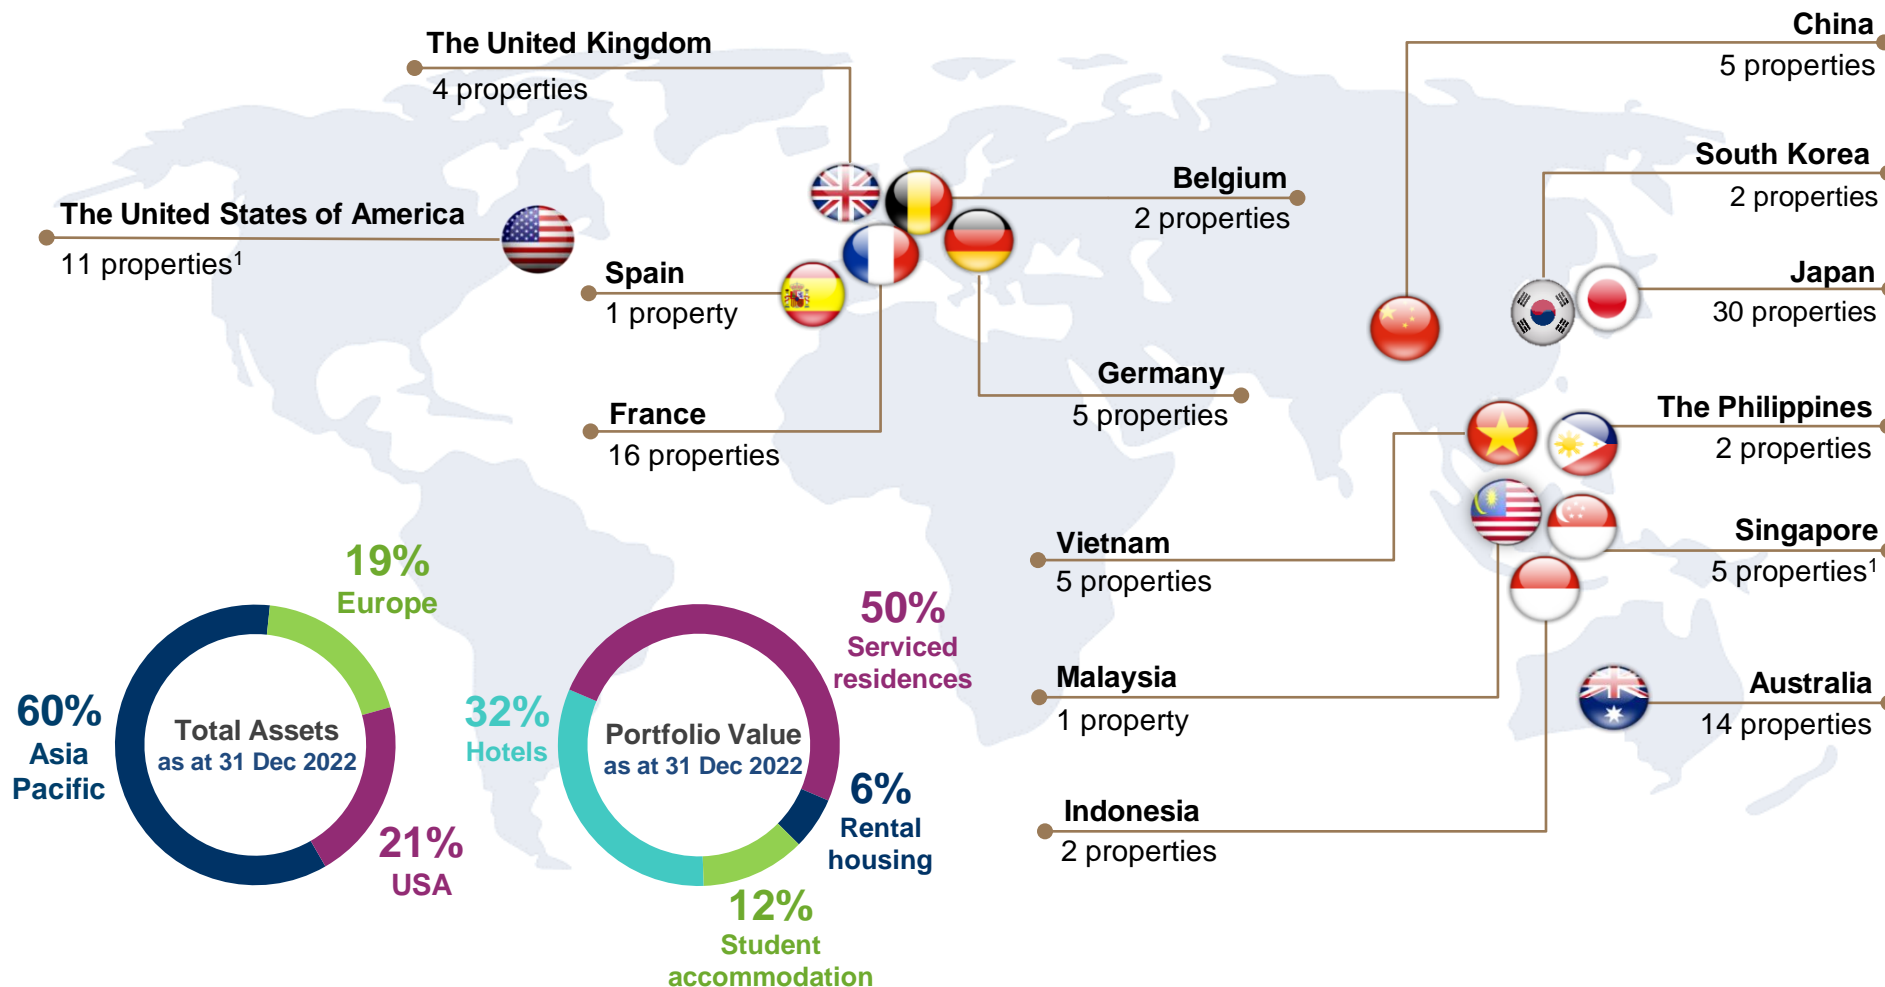 The United Kingdom
4 properties
China
5 properties
South Korea
2 properties
Belgium
2 properties
The United States of America
11 properties¹
Spain
1 property
Japan
30 properties
Germany
5 properties
France
16 properties
The Philippines
2 properties
Vietnam
5 properties
Singapore
5 properties¹
Malaysia
1 property
Australia
14 properties
Indonesia
2 properties
19%
Europe
60%
Asia
Pacific
Total Assets
as at 31 Dec 2022
21%
USA
50%
Serviced
residences
32%
Hotels
Portfolio Value
as at 31 Dec 2022
6%
Rental
housing
12%
Student
accommodation